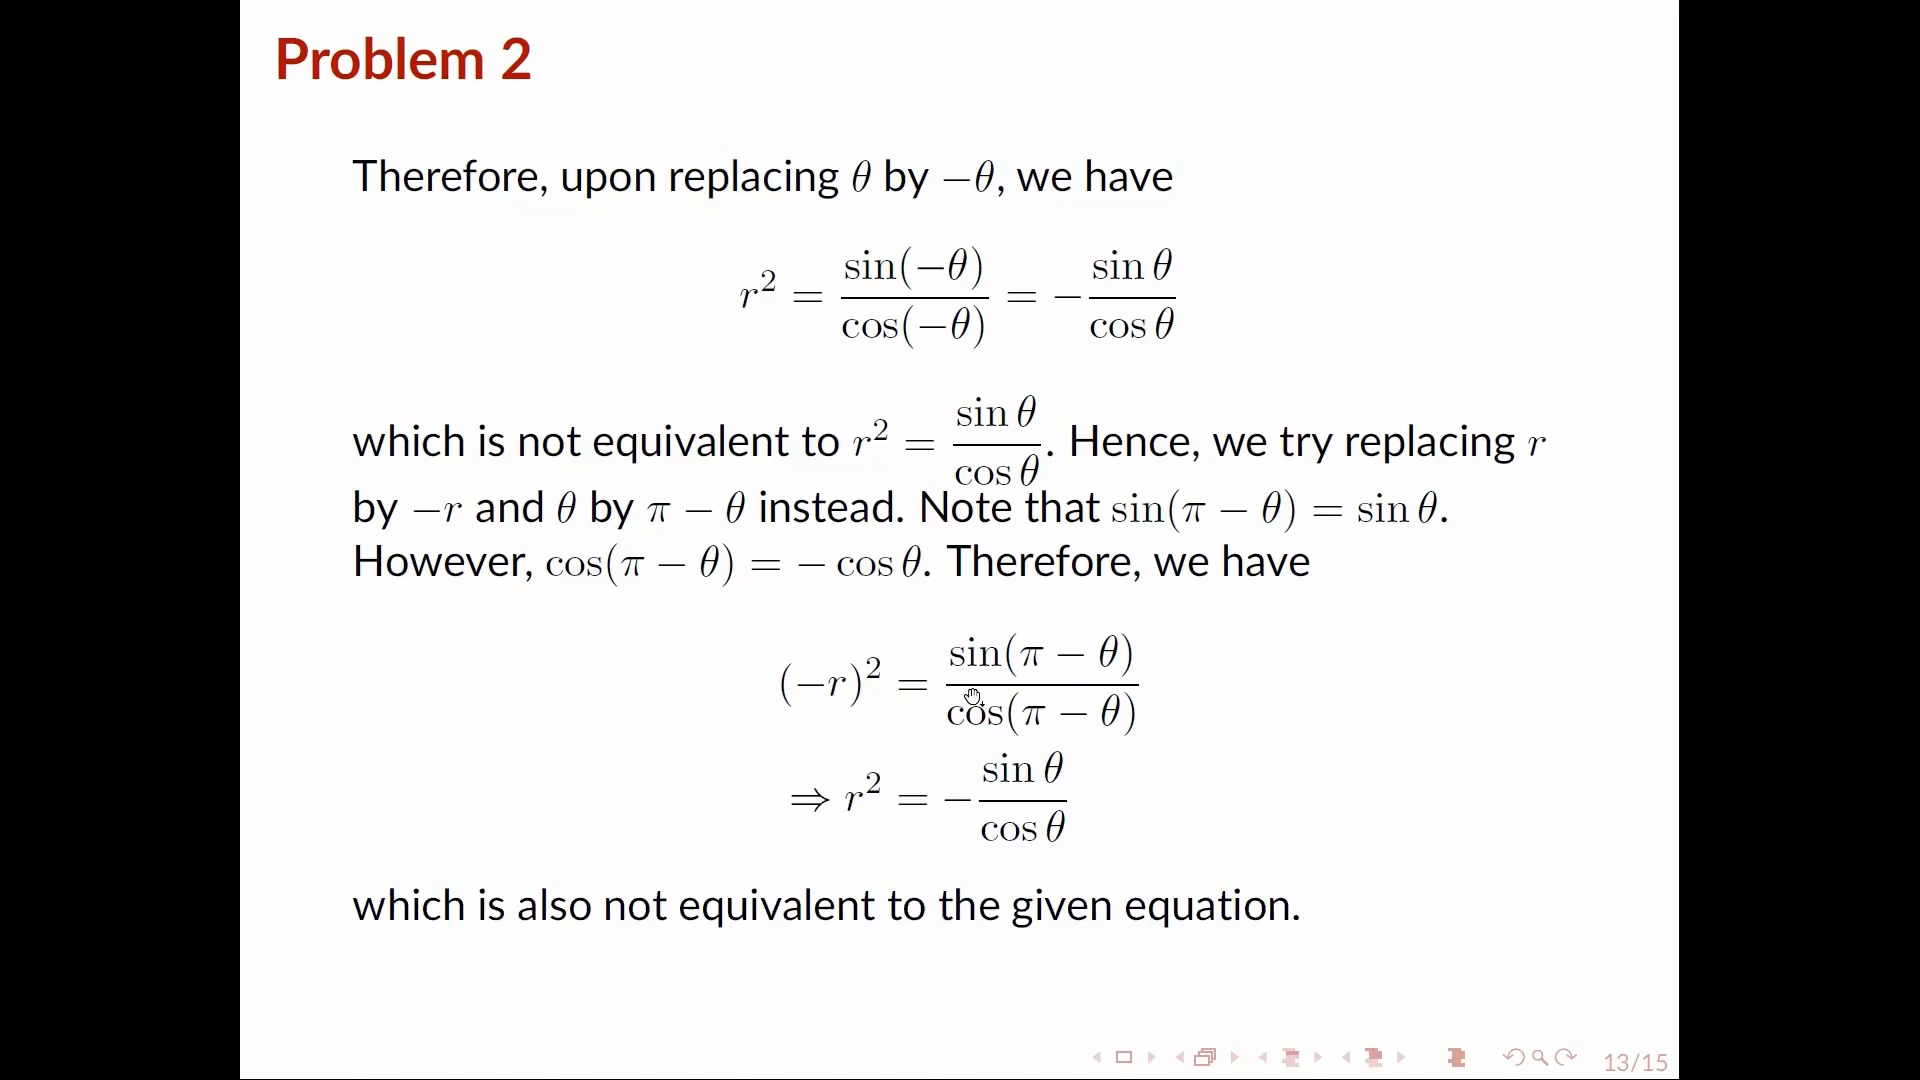 Problem 2
Therefore, upon replacing θ by −θ, we have
r² = sin(−θ)/cos(−θ) = − sin θ/cos θ
which is not equivalent to r² = sin θ/cos θ. Hence, we try replacing r
by −r and θ by π − θ instead. Note that sin(π − θ) = sin θ.
However, cos(π − θ) = − cos θ. Therefore, we have
(−r)² = sin(π − θ)/cos(π − θ)
⇒ r² = − sin θ/cos θ
which is also not equivalent to the given equation.
13/15